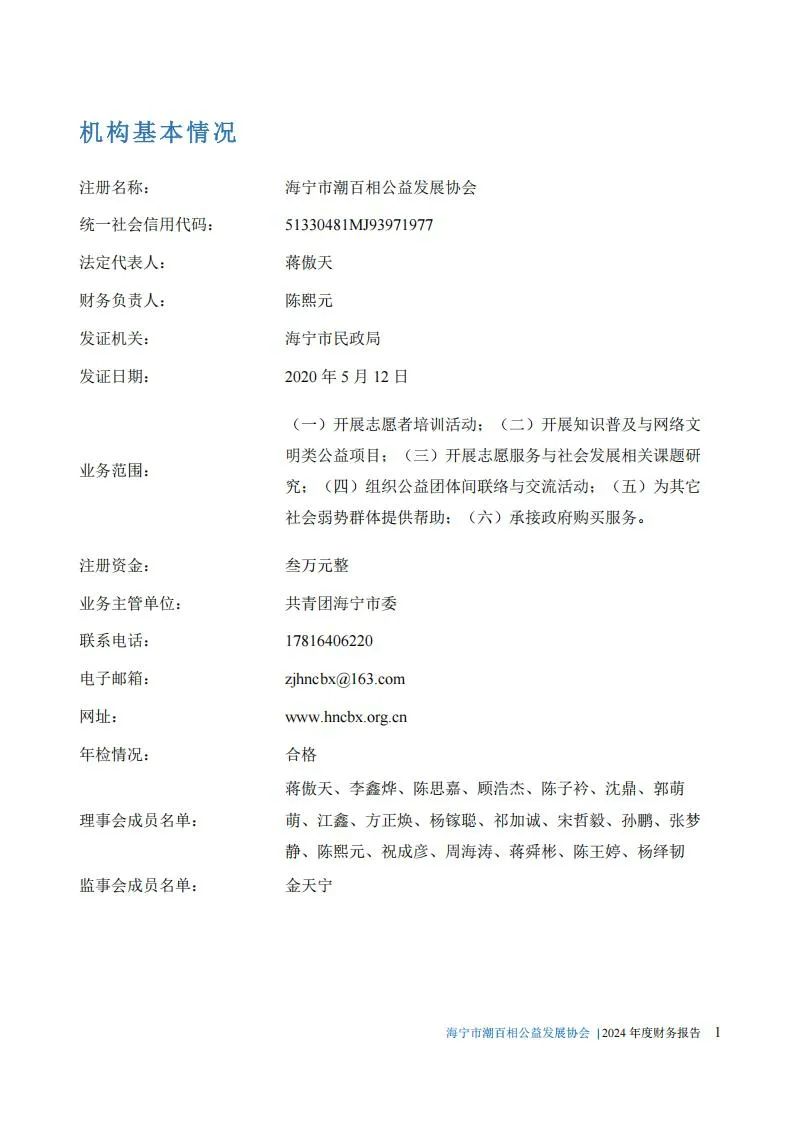 机构基本情况
注册名称： 海宁市潮百相公益发展协会
统一社会信用代码： 51330481MJ93971977
法定代表人： 蒋傲天
财务负责人： 陈熙元
发证机关： 海宁市民政局
发证日期： 2020 年 5 月 12 日
业务范围： （一）开展志愿者培训活动；（二）开展知识普及与网络文
明类公益项目；（三）开展志愿服务与社会发展相关课题研
究；（四）组织公益团体间联络与交流活动；（五）为其它
社会弱势群体提供帮助；（六）承接政府购买服务。
注册资金： 叁万元整
业务主管单位： 共青团海宁市委
联系电话： 17816406220
电子邮箱： zjhncbx@163.com
网址： www.hncbx.org.cn
年检情况： 合格
理事会成员名单： 蒋傲天、李鑫烨、陈思嘉、顾浩杰、陈子衿、沈鼎、郭萌
萌、江鑫、方正焕、杨镓聪、祁加诚、宋哲毅、孙鹏、张梦
静、陈熙元、祝成彦、周海涛、蒋舜彬、陈王婷、杨绎韧
监事会成员名单： 金天宁
海宁市潮百相公益发展协会 | 2024 年度财务报告 1